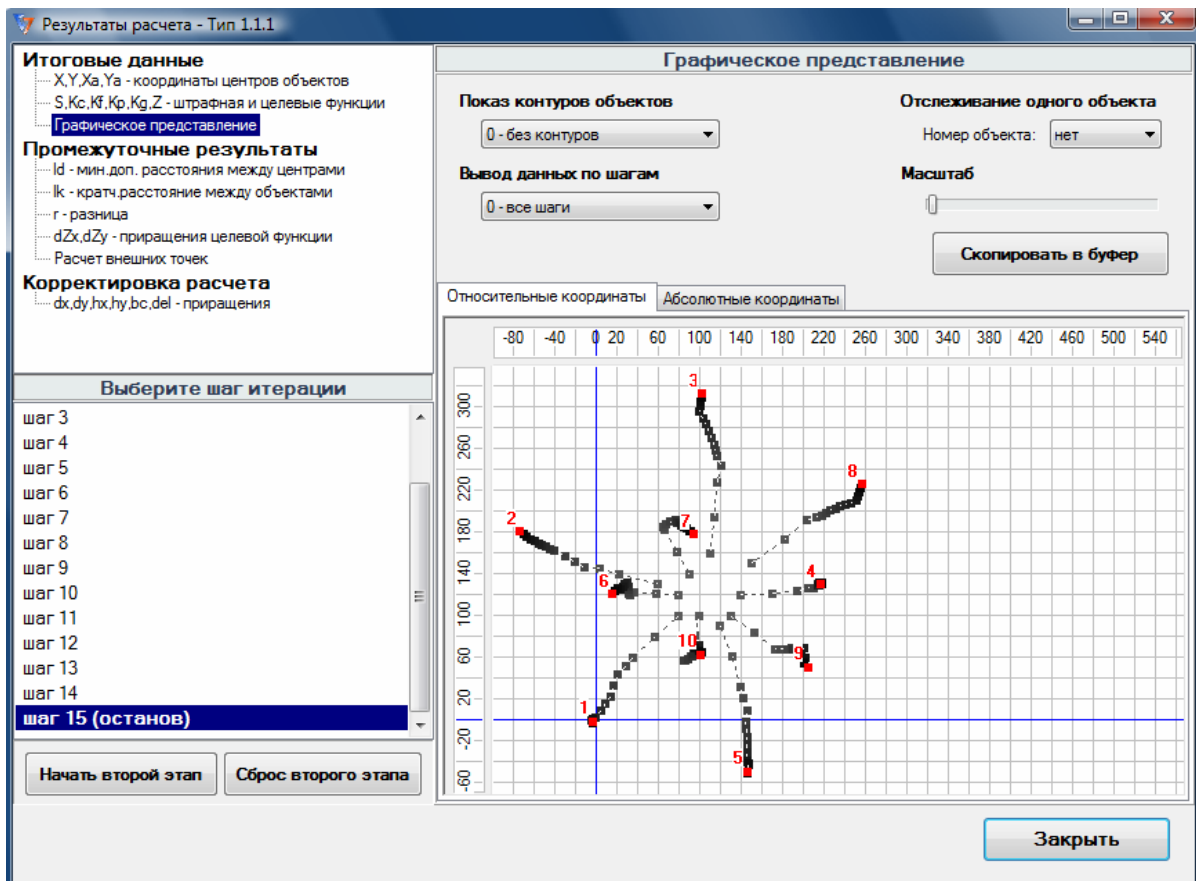 Результаты расчета - Тип 1.1.1
Итоговые данные
X,Y,Xa,Ya - координаты центров объектов
S,Kc,Kf,Kp,Kg,Z - штрафная и целевые функции
Графическое представление
Промежуточные результаты
ld - мин.доп. расстояния между центрами
lk - кратч.расстояние между объектами
r - разница
dZx,dZy - приращения целевой функции
Расчет внешних точек
Корректировка расчета
dx,dy,hx,hy,bc,del - приращения
Выберите шаг итерации
шаг 3
шаг 4
шаг 5
шаг 6
шаг 7
шаг 8
шаг 9
шаг 10
шаг 11
шаг 12
шаг 13
шаг 14
шаг 15 (останов)
Начать второй этап Сброс второго этапа
Графическое представление
Показ контуров объектов Отслеживание одного объекта
0 - без контуров Номер объекта: нет
Вывод данных по шагам Масштаб
0 - все шаги
Скопировать в буфер
Относительные координаты Абсолютные координаты
-80 -40 0 20 60 100 140 180 220 260 300 340 380 420 460 500 540
300
260
220
180
140
100
60
20
-20
-60
3
8
2
7
6
4
10
9
1
5
Закрыть